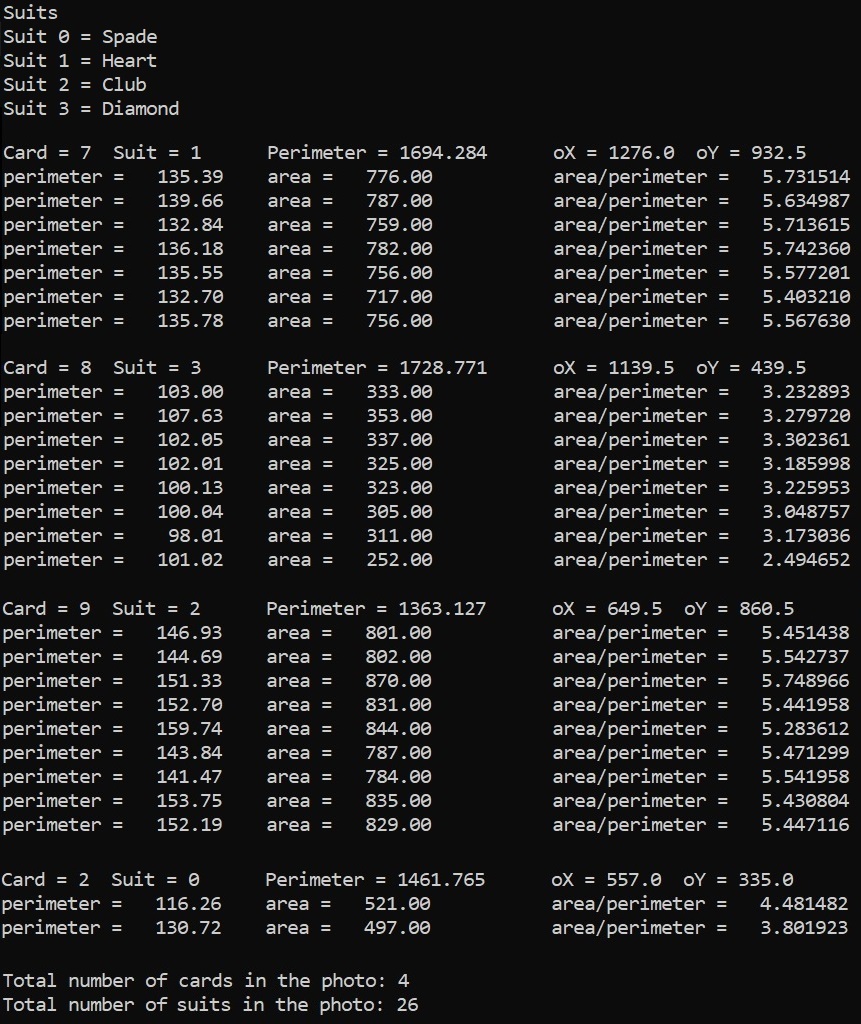 Suits
Suit 0 = Spade
Suit 1 = Heart
Suit 2 = Club
Suit 3 = Diamond
Card = 7  Suit = 1      Perimeter = 1694.284      oX = 1276.0  oY = 932.5
perimeter =   135.39    area =   776.00           area/perimeter =   5.731514
perimeter =   139.66    area =   787.00           area/perimeter =   5.634987
perimeter =   132.84    area =   759.00           area/perimeter =   5.713615
perimeter =   136.18    area =   782.00           area/perimeter =   5.742360
perimeter =   135.55    area =   756.00           area/perimeter =   5.577201
perimeter =   132.70    area =   717.00           area/perimeter =   5.403210
perimeter =   135.78    area =   756.00           area/perimeter =   5.567630
Card = 8  Suit = 3      Perimeter = 1728.771      oX = 1139.5  oY = 439.5
perimeter =   103.00    area =   333.00           area/perimeter =   3.232893
perimeter =   107.63    area =   353.00           area/perimeter =   3.279720
perimeter =   102.05    area =   337.00           area/perimeter =   3.302361
perimeter =   102.01    area =   325.00           area/perimeter =   3.185998
perimeter =   100.13    area =   323.00           area/perimeter =   3.225953
perimeter =   100.04    area =   305.00           area/perimeter =   3.048757
perimeter =    98.01    area =   311.00           area/perimeter =   3.173036
perimeter =   101.02    area =   252.00           area/perimeter =   2.494652
Card = 9  Suit = 2      Perimeter = 1363.127      oX = 649.5  oY = 860.5
perimeter =   146.93    area =   801.00           area/perimeter =   5.451438
perimeter =   144.69    area =   802.00           area/perimeter =   5.542737
perimeter =   151.33    area =   870.00           area/perimeter =   5.748966
perimeter =   152.70    area =   831.00           area/perimeter =   5.441958
perimeter =   159.74    area =   844.00           area/perimeter =   5.283612
perimeter =   143.84    area =   787.00           area/perimeter =   5.471299
perimeter =   141.47    area =   784.00           area/perimeter =   5.541958
perimeter =   153.75    area =   835.00           area/perimeter =   5.430804
perimeter =   152.19    area =   829.00           area/perimeter =   5.447116
Card = 2  Suit = 0      Perimeter = 1461.765      oX = 557.0  oY = 335.0
perimeter =   116.26    area =   521.00           area/perimeter =   4.481482
perimeter =   130.72    area =   497.00           area/perimeter =   3.801923
Total number of cards in the photo: 4
Total number of suits in the photo: 26